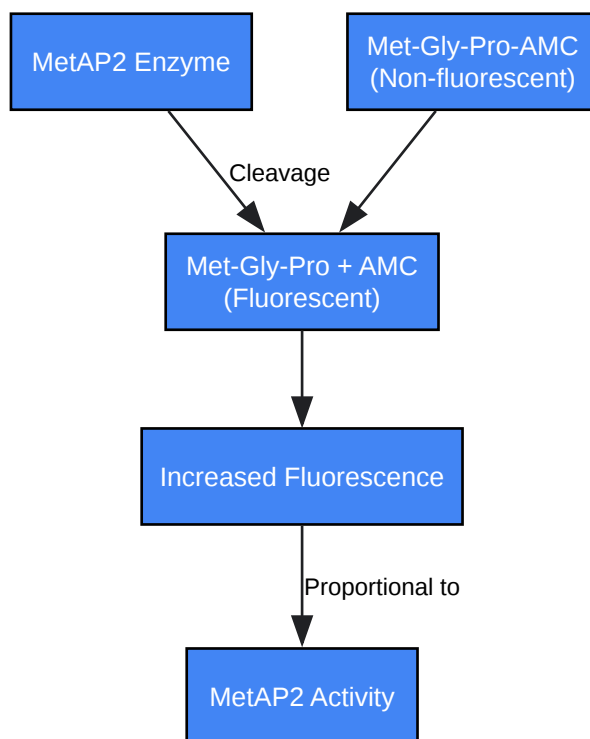 MetAP2 Enzyme
Met-Gly-Pro-AMC
(Non-fluorescent)
Cleavage
Met-Gly-Pro + AMC
(Fluorescent)
Increased Fluorescence
Proportional to
MetAP2 Activity